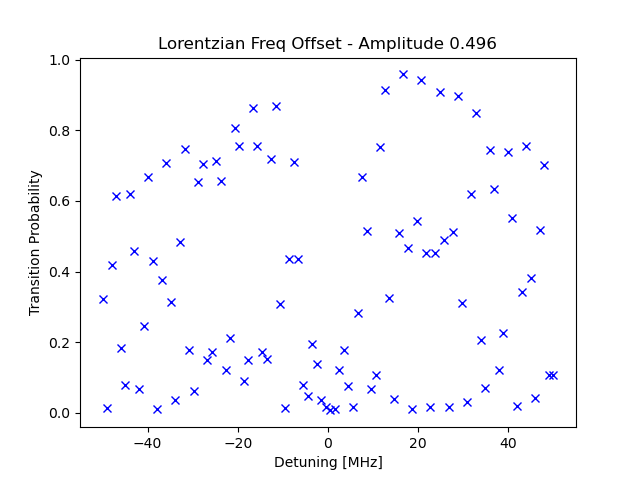 Lorentzian Freq Offset - Amplitude 0.496
1.0
0.8
0.6
0.4
0.2
0.0
Transition Probability
−40 −20 0 20 40
Detuning [MHz]